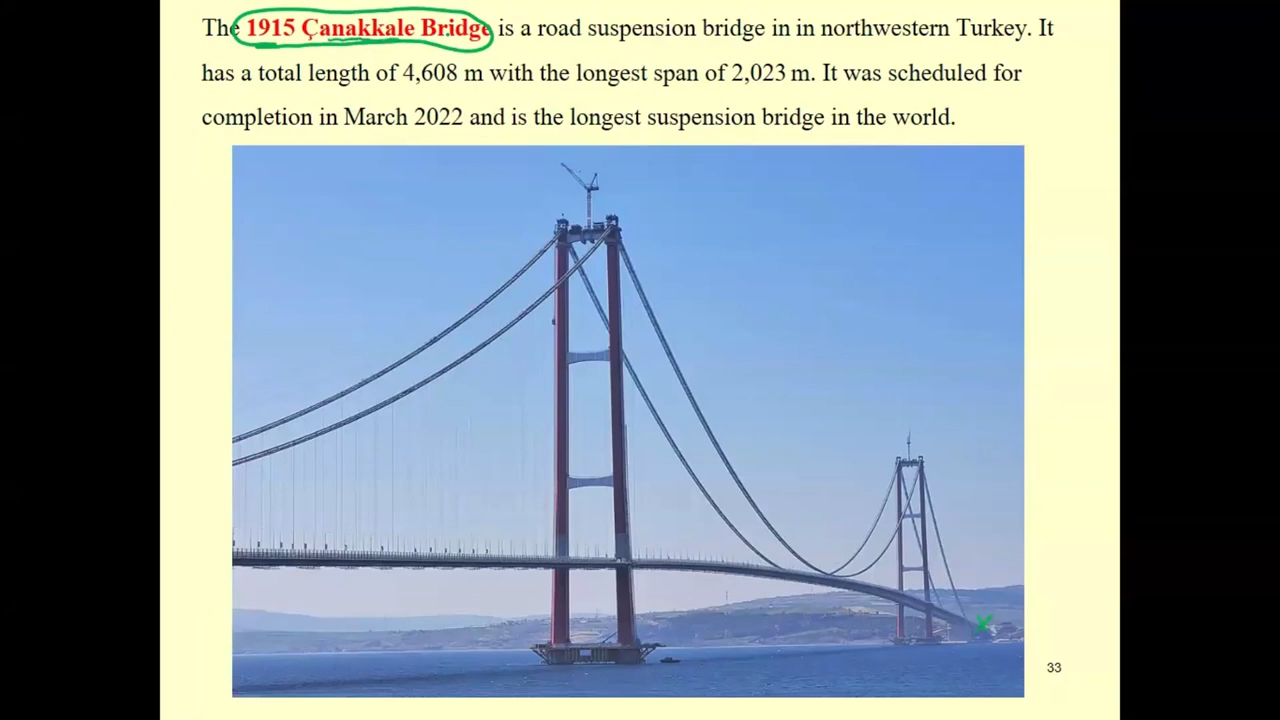 The 1915 Çanakkale Bridge is a road suspension bridge in in northwestern Turkey. It
has a total length of 4,608 m with the longest span of 2,023 m. It was scheduled for
completion in March 2022 and is the longest suspension bridge in the world.
33